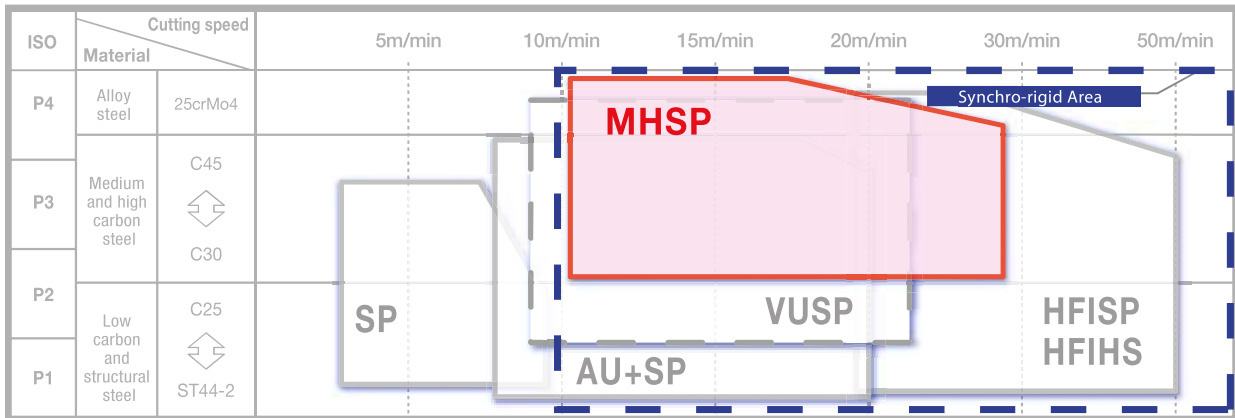 ISO
Cutting speed
Material
5m/min
10m/min
15m/min
20m/min
30m/min
50m/min
P4
Alloy
steel
25crMo4
Synchro-rigid Area
MHSP
P3
Medium
and high
carbon
steel
C45
C30
P2
P1
Low
carbon
and
structural
steel
C25
ST44-2
SP
VUSP
AU+SP
HFISP
HFIHS